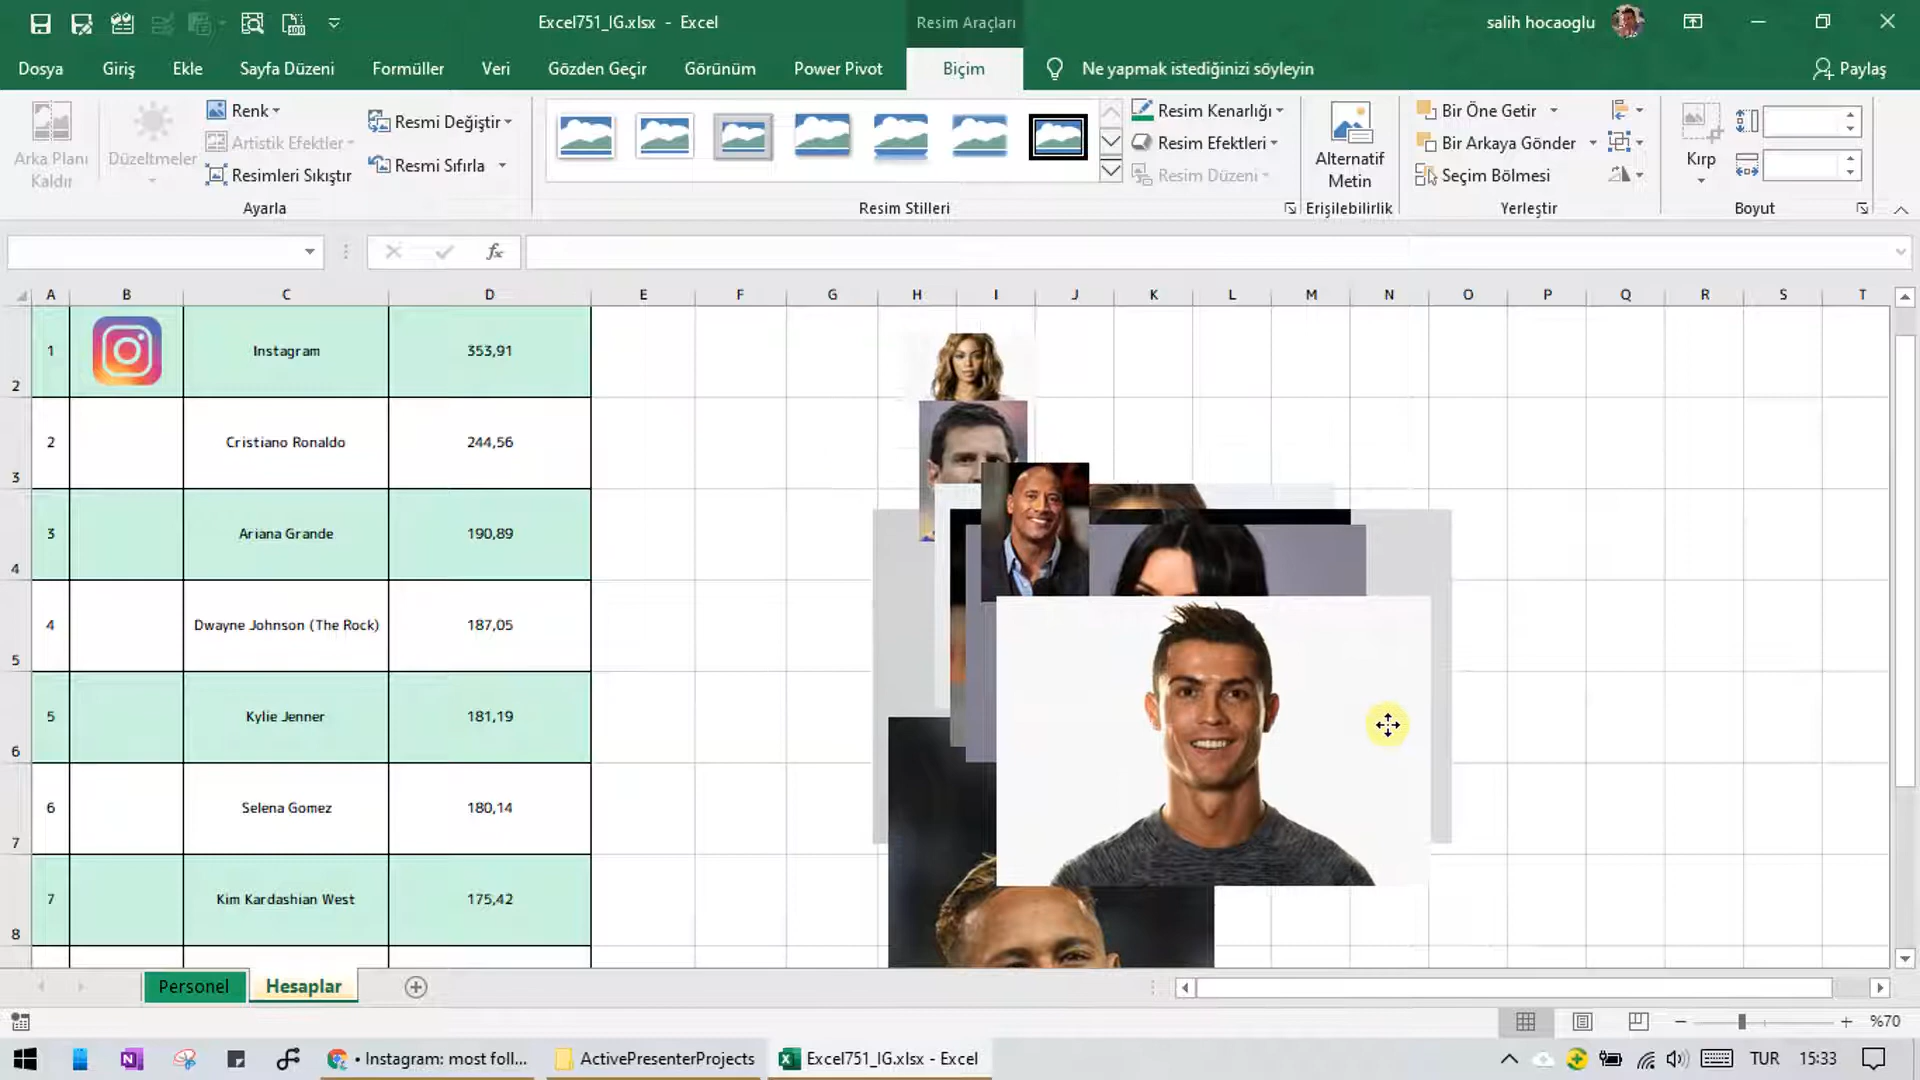 Excel751_IG.xlsx - Excel
Resim Araçları
salih hocaoglu
Dosya
Giriş
Ekle
Sayfa Düzeni
Formüller
Veri
Gözden Geçir
Görünüm
Power Pivot
Biçim
Ne yapmak istediğinizi söyleyin
Paylaş
Arka Planı
Kaldır
Düzeltmeler
Renk
Artistik Efektler
Resimleri Sıkıştır
Resmi Değiştir
Resmi Sıfırla
Ayarla
Resim Stilleri
Resim Kenarlığı
Resim Efektleri
Resim Düzeni
Alternatif
Metin
Erişilebilirlik
Bir Öne Getir
Bir Arkaya Gönder
Seçim Bölmesi
Yerleştir
Kırp
Boyut
fx
A B C D E F G H I J K L M N O P Q R S T
2 1 Instagram 353,91
3 2 Cristiano Ronaldo 244,56
4 3 Ariana Grande 190,89
5 4 Dwayne Johnson (The Rock) 187,05
6 5 Kylie Jenner 181,19
7 6 Selena Gomez 180,14
8 7 Kim Kardashian West 175,42
Personel
Hesaplar
%70
• Instagram: most foll...
ActivePresenterProjects
Excel751_IG.xlsx - Excel
TUR
15:33